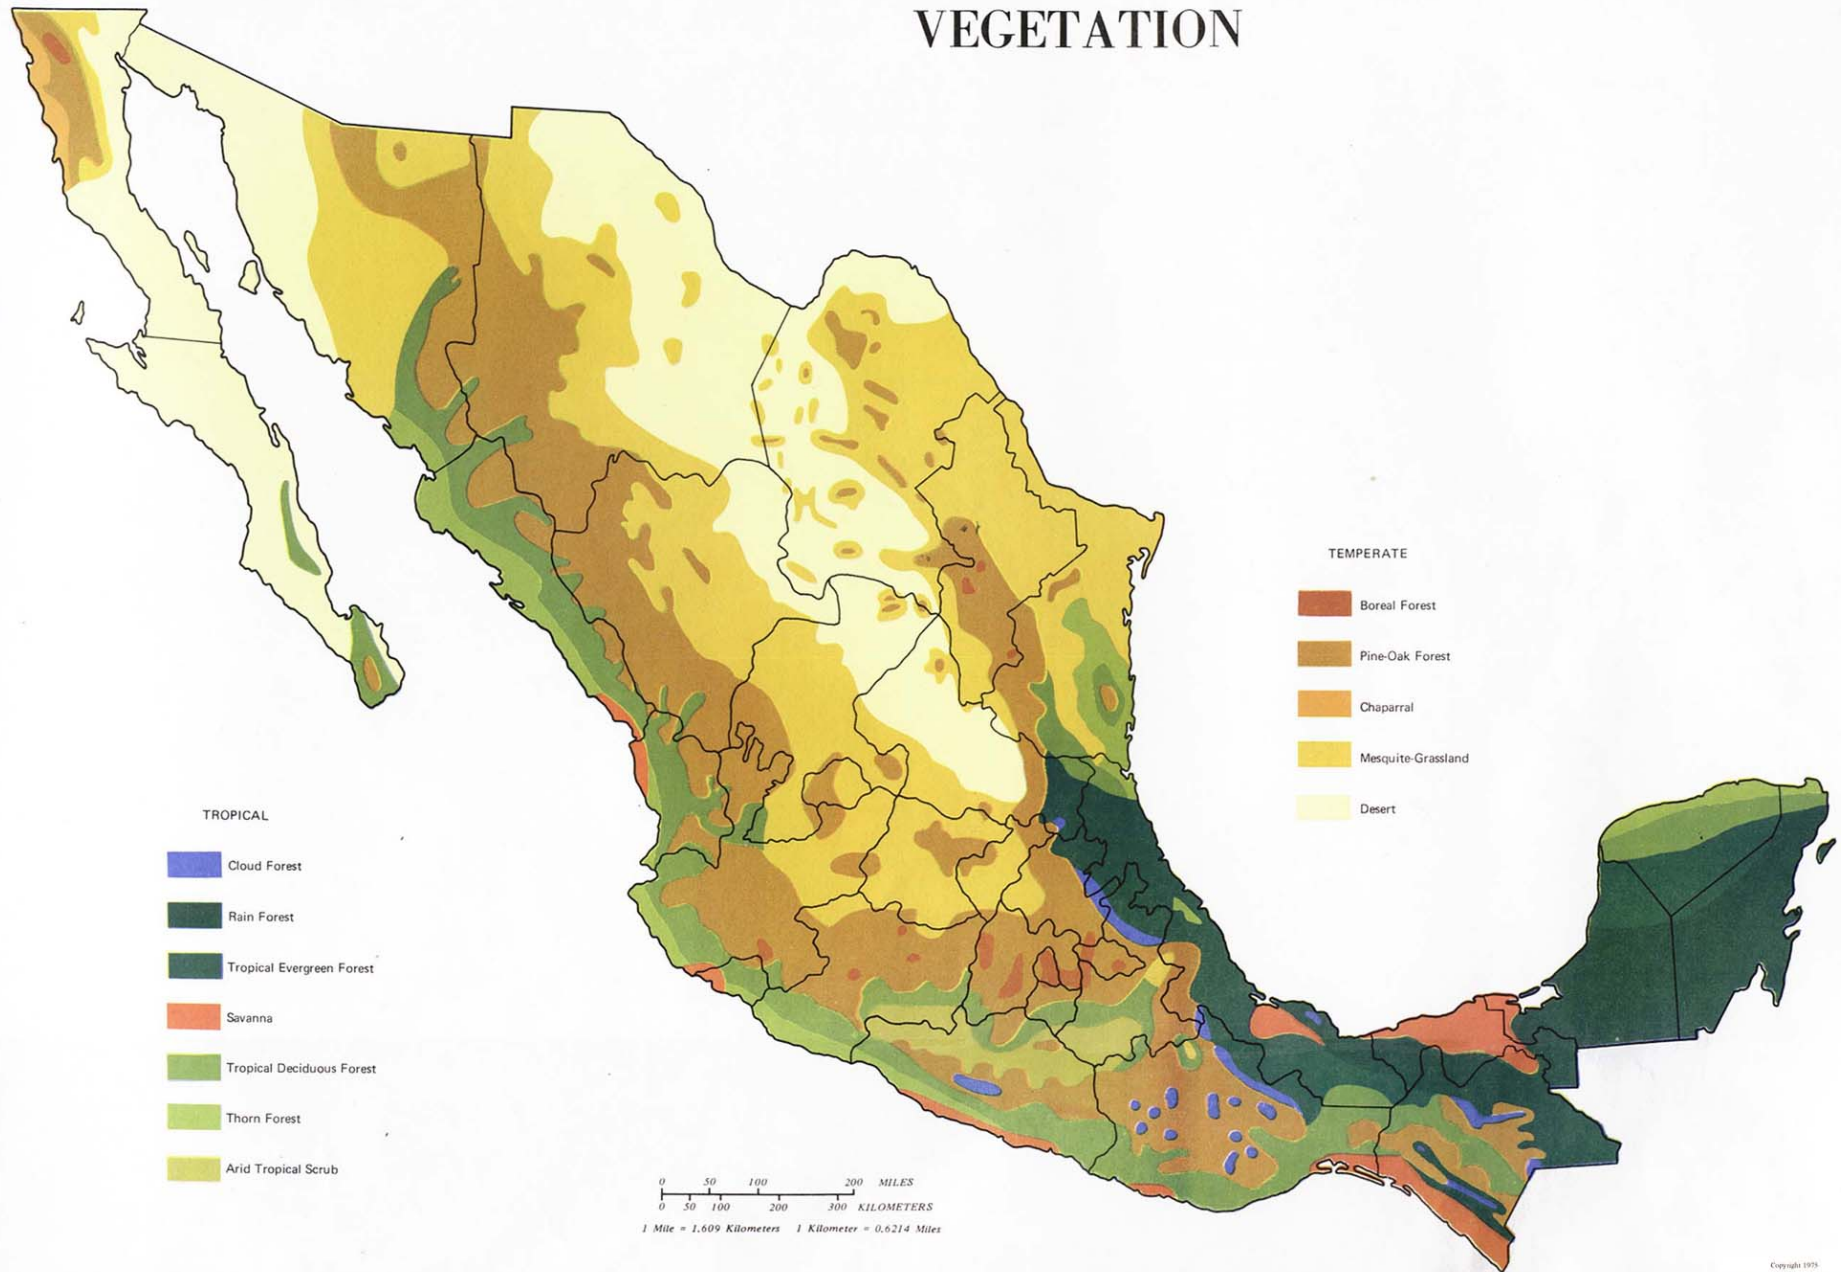 VEGETATION
TEMPERATE
Boreal Forest
Pine-Oak Forest
Chaparral
Mesquite-Grassland
Desert
TROPICAL
Cloud Forest
Rain Forest
Tropical Evergreen Forest
Savanna
Tropical Deciduous Forest
Thorn Forest
Arid Tropical Scrub
0 50 100 200 MILES
0 50 100 200 300 KILOMETERS
1 Mile = 1.609 Kilometers 1 Kilometer = 0.6214 Miles
Copyright 1975